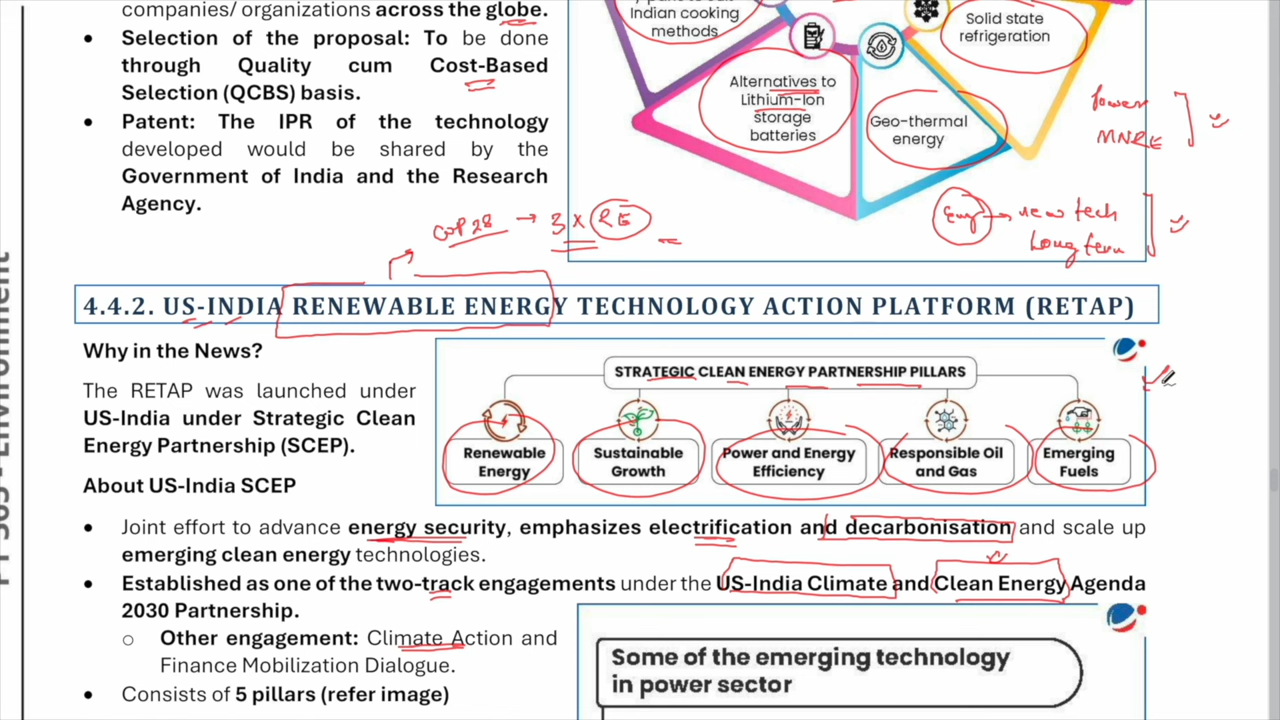 companies/ organizations across the globe.
• Selection of the proposal: To be done
through Quality cum Cost-Based
Selection (QCBS) basis.
• Patent: The IPR of the technology
developed would be shared by the
Government of India and the Research
Agency.
Indian cooking
methods
Solid state
refrigeration
Alternatives to
Lithium-Ion
storage
batteries
Geo-thermal
energy
Power
MNRE
Engy → new tech
Long term
COP28 → 3 x RE
4.4.2. US-INDIA RENEWABLE ENERGY TECHNOLOGY ACTION PLATFORM (RETAP)
Why in the News?
The RETAP was launched under
US-India under Strategic Clean
Energy Partnership (SCEP).
About US-India SCEP
STRATEGIC CLEAN ENERGY PARTNERSHIP PILLARS
Renewable
Energy
Sustainable
Growth
Power and Energy
Efficiency
Responsible Oil
and Gas
Emerging
Fuels
• Joint effort to advance energy security, emphasizes electrification and decarbonisation and scale up
emerging clean energy technologies.
• Established as one of the two-track engagements under the US-India Climate and Clean Energy Agenda
2030 Partnership.
o Other engagement: Climate Action and
Finance Mobilization Dialogue.
• Consists of 5 pillars (refer image)
Some of the emerging technology
in power sector